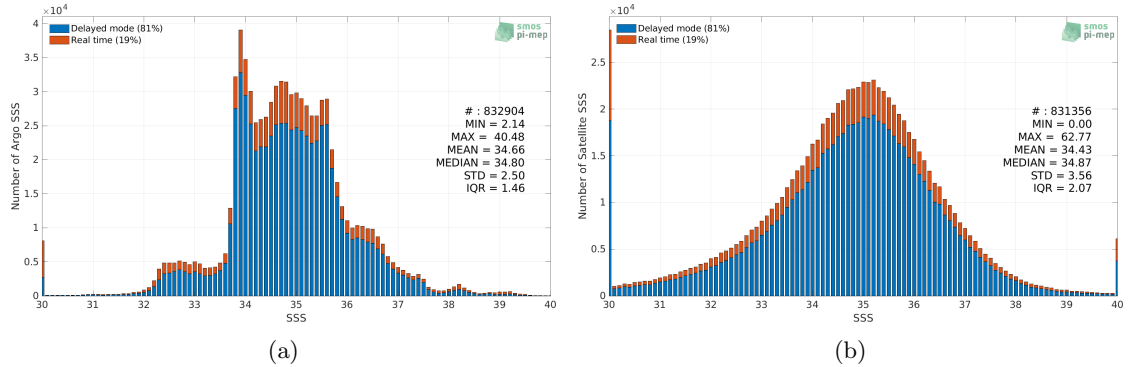 ×10⁴
Delayed mode (81%)
Real time (19%)
smos
pi-mep
# : 832904
MIN = 2.14
MAX = 40.48
MEAN = 34.66
MEDIAN = 34.80
STD = 2.50
IQR = 1.46
Number of Argo SSS
4
3.5
3
2.5
2
1.5
1
0.5
0
30 31 32 33 34 35 36 37 38 39 40
SSS
(a)
×10⁴
Delayed mode (81%)
Real time (19%)
smos
pi-mep
# : 831356
MIN = 0.00
MAX = 62.77
MEAN = 34.43
MEDIAN = 34.87
STD = 3.56
IQR = 2.07
Number of Satellite SSS
2.5
2
1.5
1
0.5
0
30 31 32 33 34 35 36 37 38 39 40
SSS
(b)